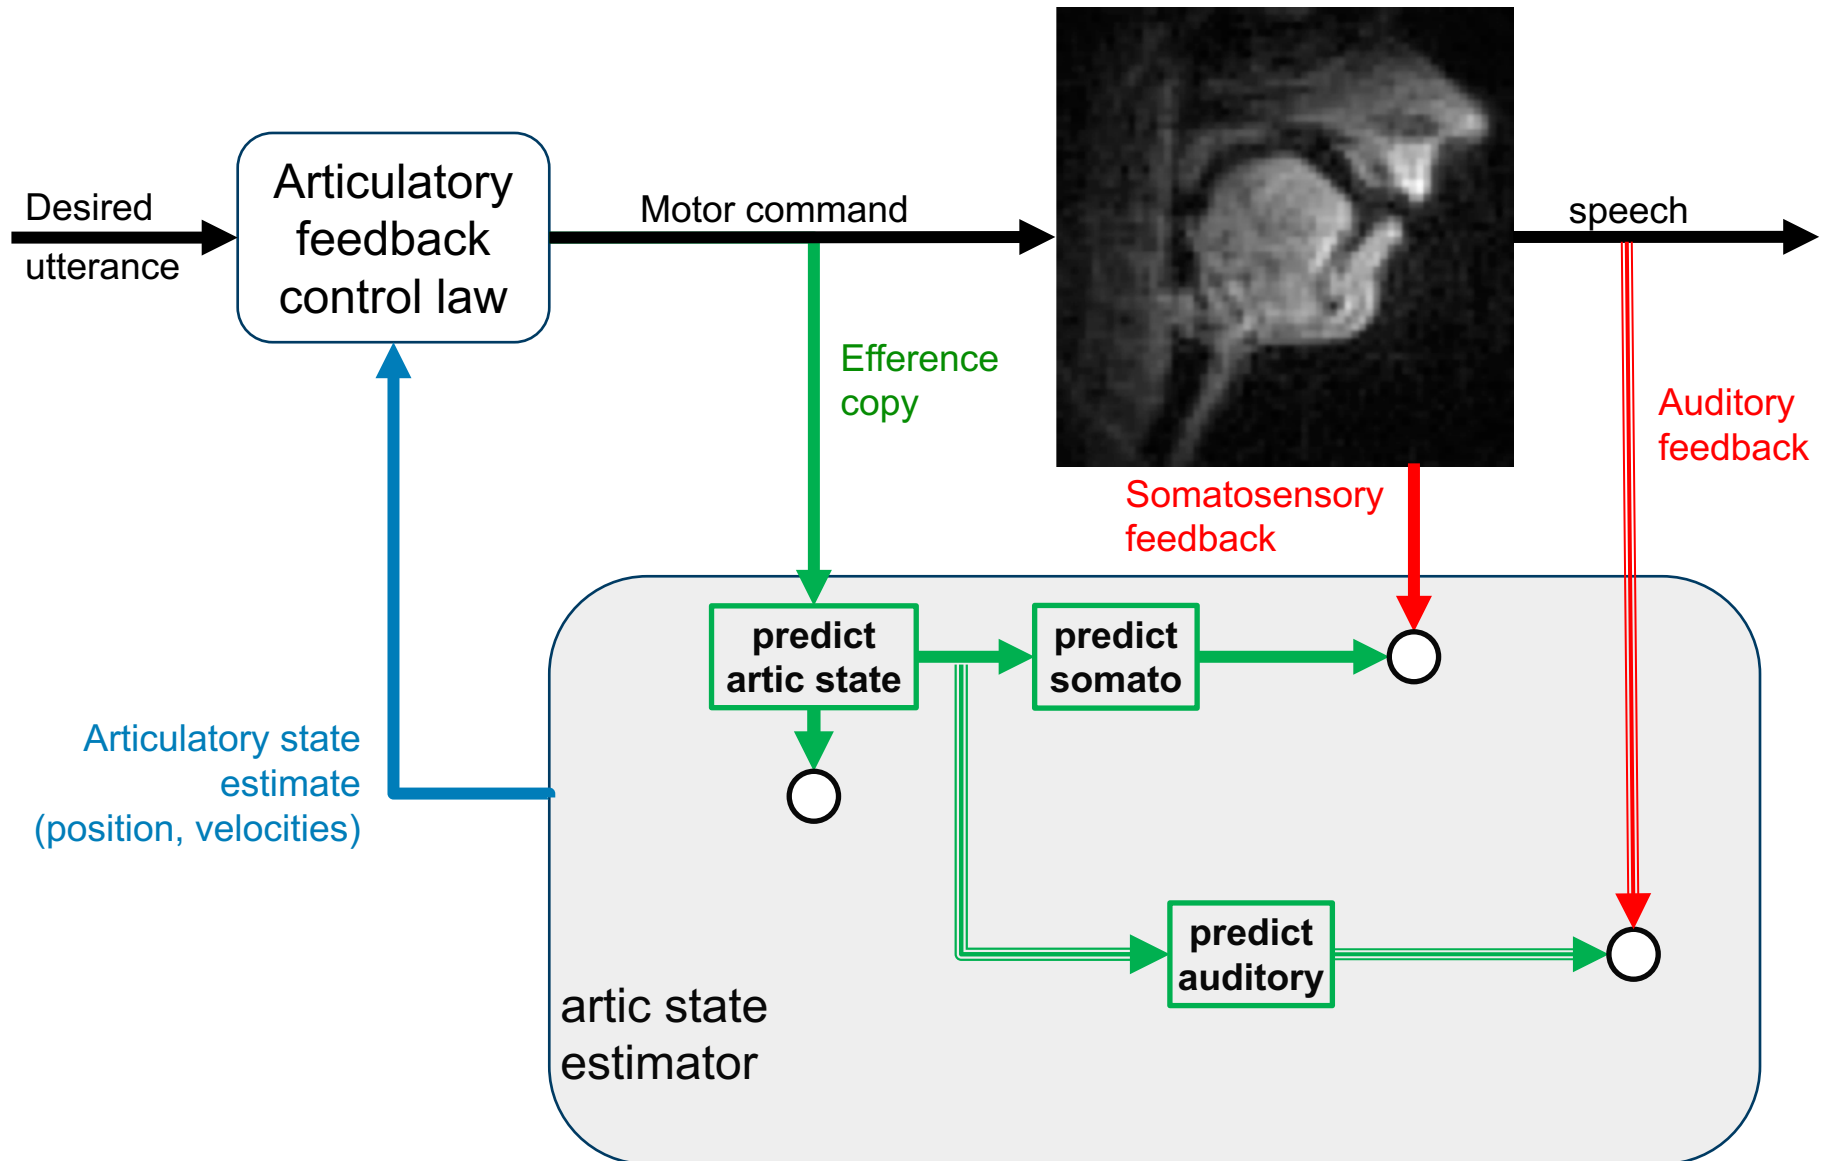 Desired
utterance
Articulatory
feedback
control law
Motor command
speech
Efference
copy
Somatosensory
feedback
Auditory
feedback
predict
artic state
predict
somato
Articulatory state
estimate
(position, velocities)
predict
auditory
artic state
estimator